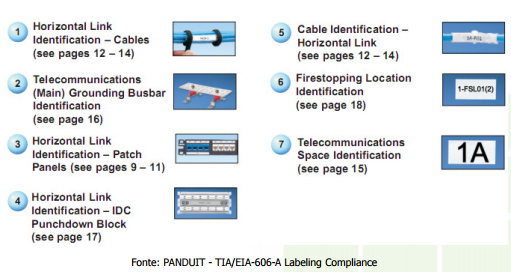 1
Horizontal Link
Identification – Cables
(see pages 12 – 14)
2
Telecommunications
(Main) Grounding Busbar
Identification
(see page 16)
3
Horizontal Link
Identification – Patch
Panels (see pages 9 – 11)
4
Horizontal Link
Identification – IDC
Punchdown Block
(see page 17)
5
Cable Identification –
Horizontal Link
(see pages 12 – 14)
6
Firestopping Location
Identification
(see page 18)
1-FSL01(2)
7
Telecommunications
Space Identification
(see page 15)
1A
Fonte: PANDUIT - TIA/EIA-606-A Labeling Compliance